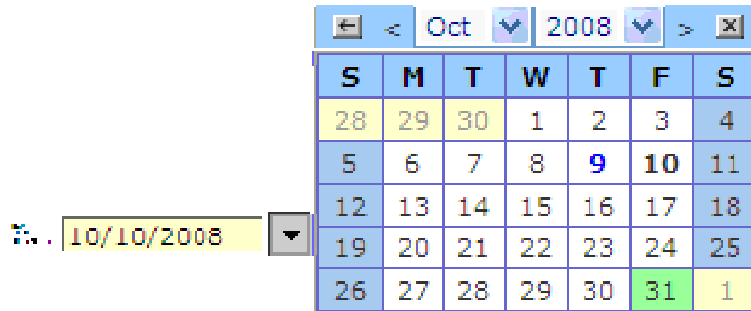 < Oct 2008 >
S M T W T F S
28 29 30 1 2 3 4
5 6 7 8 9 10 11
12 13 14 15 16 17 18
10/10/2008
19 20 21 22 23 24 25
26 27 28 29 30 31 1